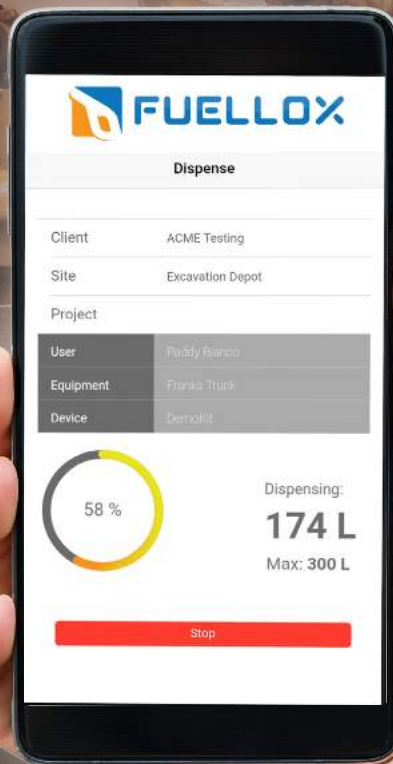 FUELLOX
Dispense
Client ACME Testing
Site Excavation Depot
Project
User Paddy Bianco
Equipment Franks Truck
Device DemoKit
58 %
Dispensing:
174 L
Max: 300 L
Stop